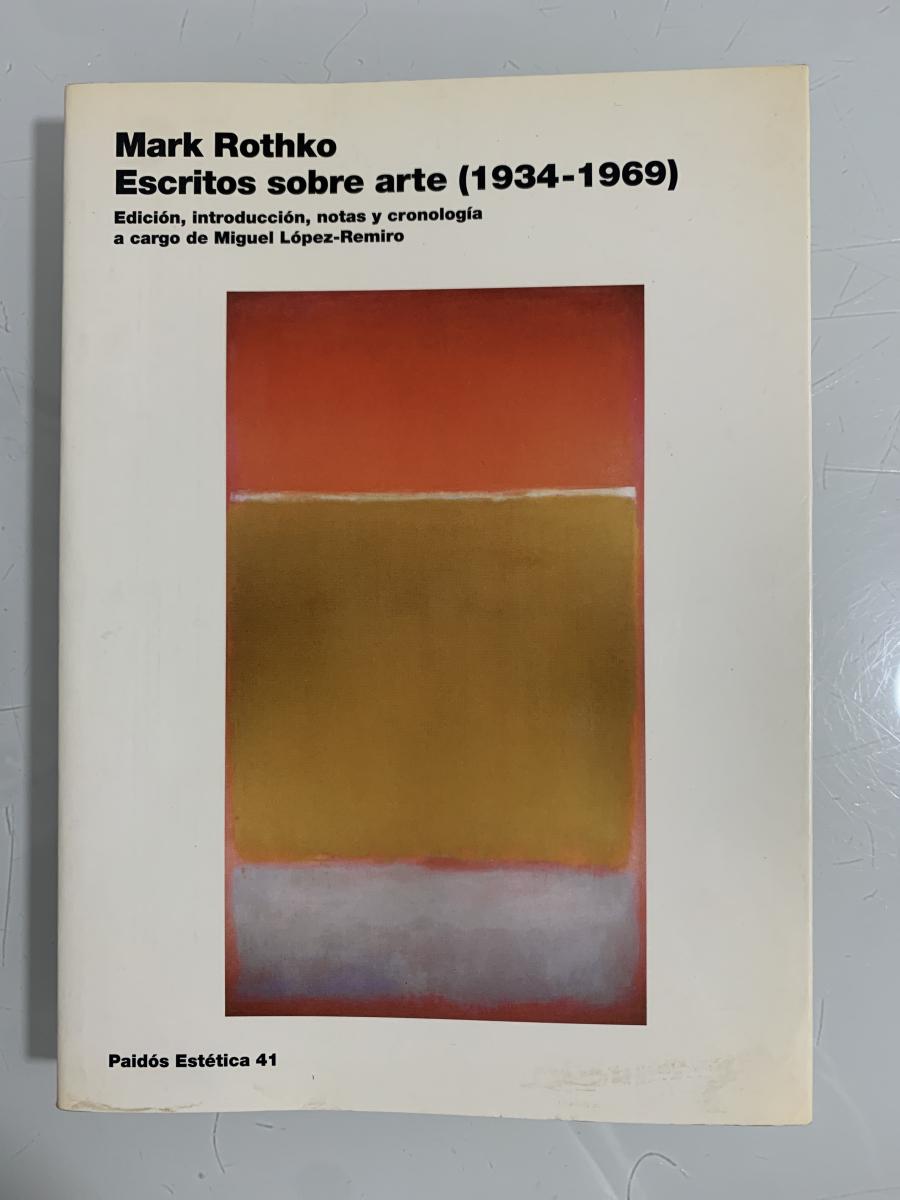 Mark Rothko
Escritos sobre arte (1934-1969)
Edición, introducción, notas y cronología
a cargo de Miguel López-Remiro
Paidós Estética 41